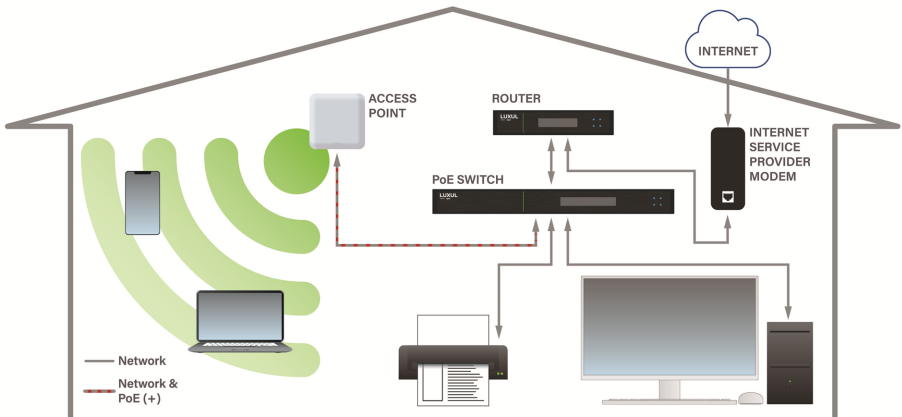 INTERNET
ACCESS
POINT
ROUTER
LUXUL
INTERNET
SERVICE
PROVIDER
MODEM
PoE SWITCH
LUXUL
Network
Network &
PoE (+)